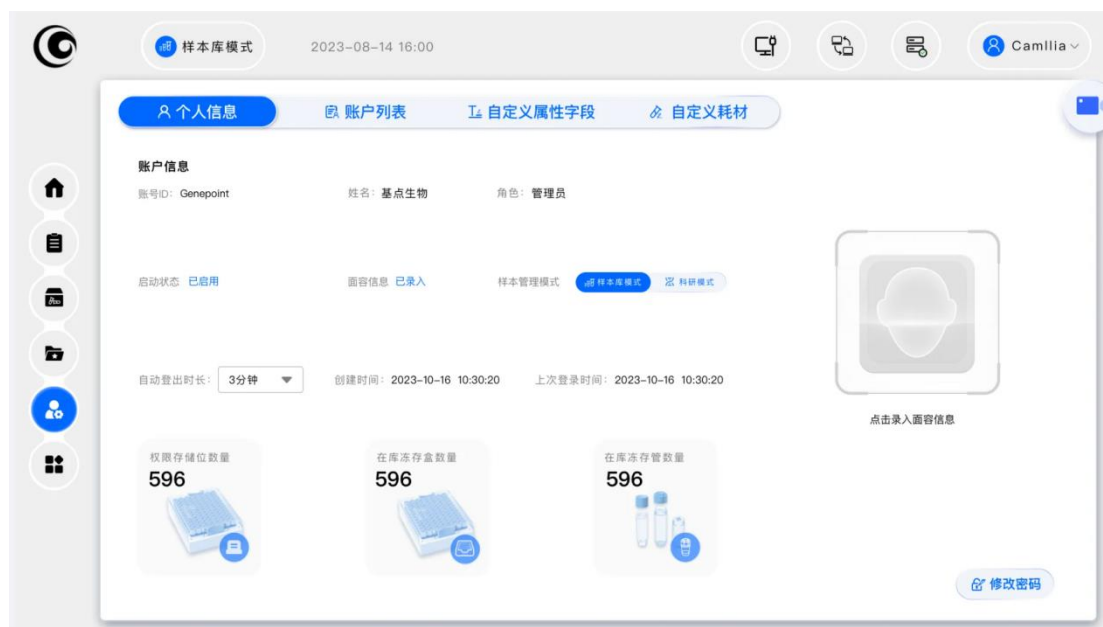 样本库模式 2023-08-14 16:00 Camllia
个人信息 账户列表 自定义属性字段 自定义耗材
账户信息
账号ID: Genepoint 姓名: 基点生物 角色: 管理员
启动状态 已启用 面容信息 已录入 样本管理模式 样本库模式 科研模式
自动登出时长: 3分钟 创建时间: 2023-10-16 10:30:20 上次登录时间: 2023-10-16 10:30:20
点击录入面容信息
权限存储位数量 在库冻存盒数量 在库冻存管数量
596 596 596
修改密码